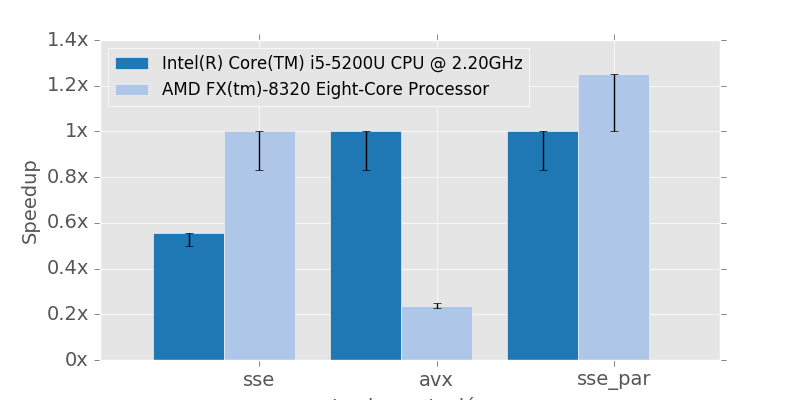 1.4x
1.2x
1x
0.8x
0.6x
0.4x
0.2x
0x
Speedup
Intel(R) Core(TM) i5-5200U CPU @ 2.20GHz
AMD FX(tm)-8320 Eight-Core Processor
sse
avx
sse_par